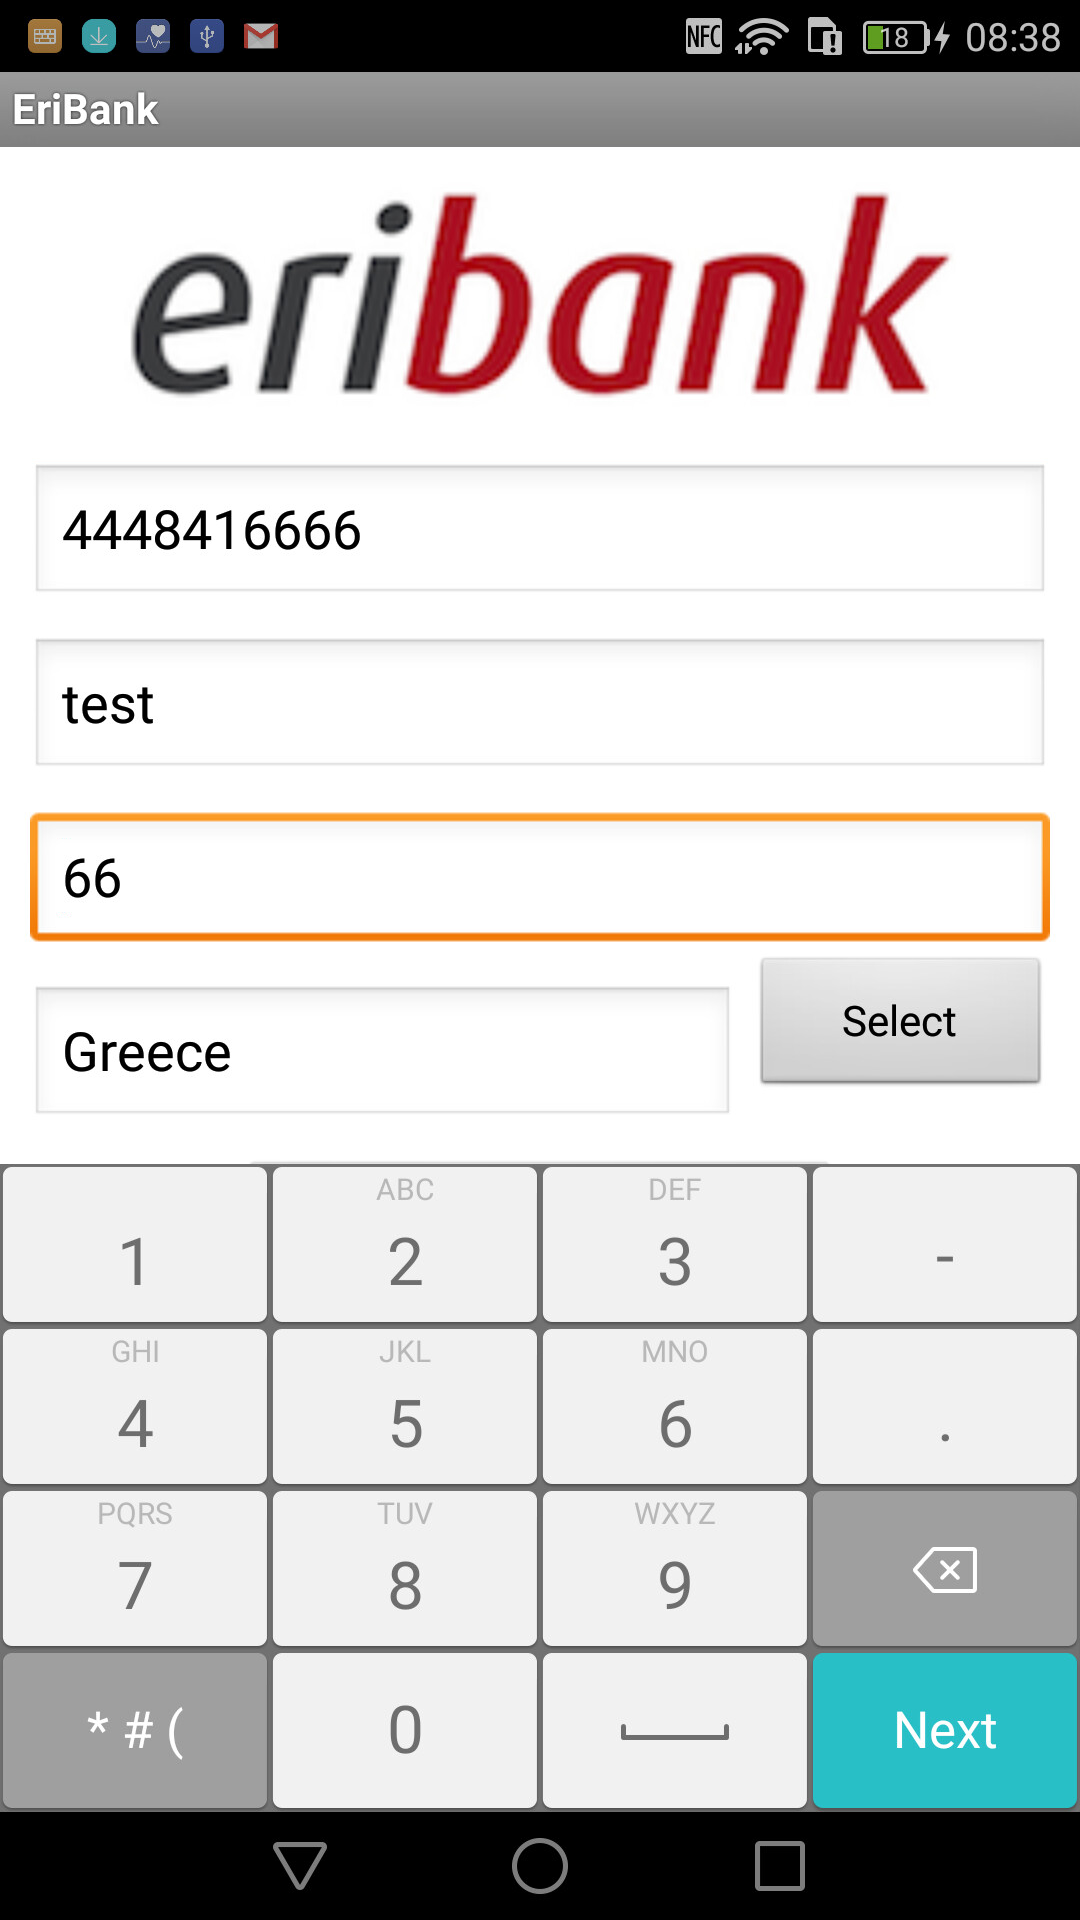 NFC 18 08:38
EriBank
eribank
4448416666
test
66
Greece
Select
1
ABC
2
DEF
3
-
GHI
4
JKL
5
MNO
6
.
PQRS
7
TUV
8
WXYZ
9
* # (
0
Next